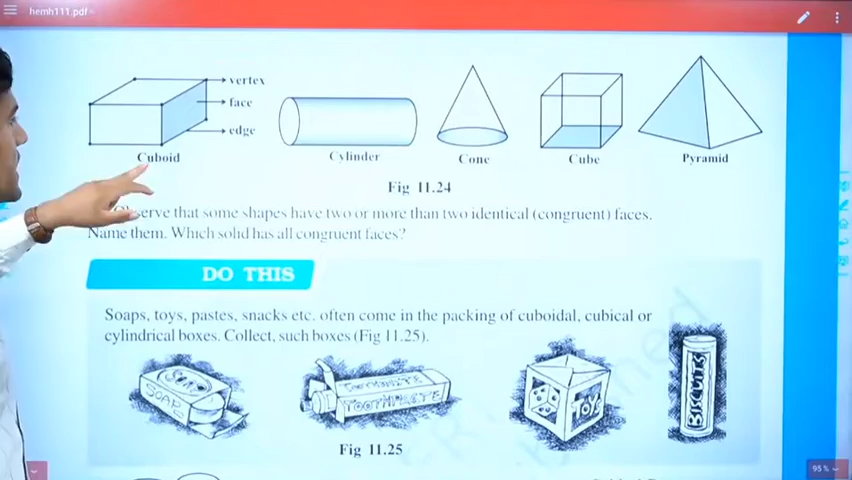 hemh111.pdf
vertex
face
edge
Cuboid
Cylinder
Cone
Cube
Pyramid
Fig 11.24
Observe that some shapes have two or more than two identical (congruent) faces.
Name them. Which solid has all congruent faces?
DO THIS
Soaps, toys, pastes, snacks etc. often come in the packing of cuboidal, cubical or
cylindrical boxes. Collect, such boxes (Fig 11.25).
SOAP
SOAP
TOOTHPASTE
TOOTHPASTE
TOYS
BISCUITS
Fig 11.25
95%